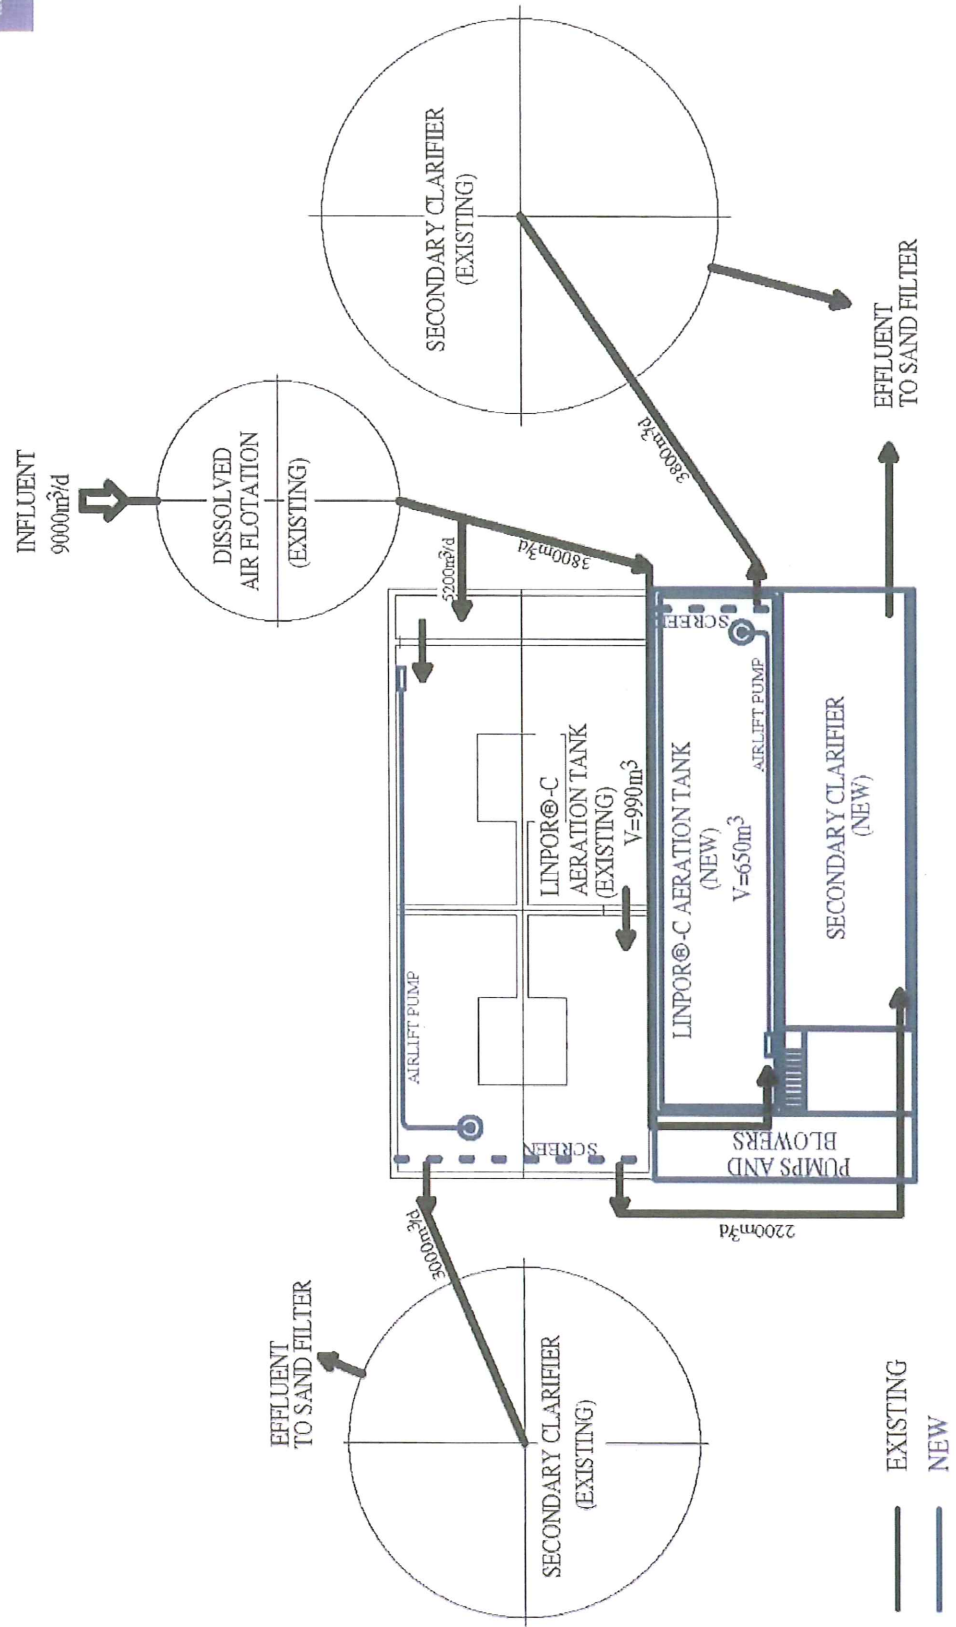 INFLUENT
9000m³/d
DISSOLVED
AIR FLOTATION
(EXISTING)
SECONDARY CLARIFIER
(EXISTING)
5200m³/d
3800m³/d
3800m³/d
EFFLUENT
TO SAND FILTER
AIRLIFT PUMP
LINPOR®-C
AERATION TANK
(EXISTING)
V=990m³
SCREEN
LINPOR®-C AERATION TANK
(NEW)
V=650m³
SCREEN
AIRLIFT PUMP
SECONDARY CLARIFIER
(NEW)
PUMPS AND
BLOWERS
2200m³/d
3000m³/d
EFFLUENT
TO SAND FILTER
SECONDARY CLARIFIER
(EXISTING)
EXISTING
NEW